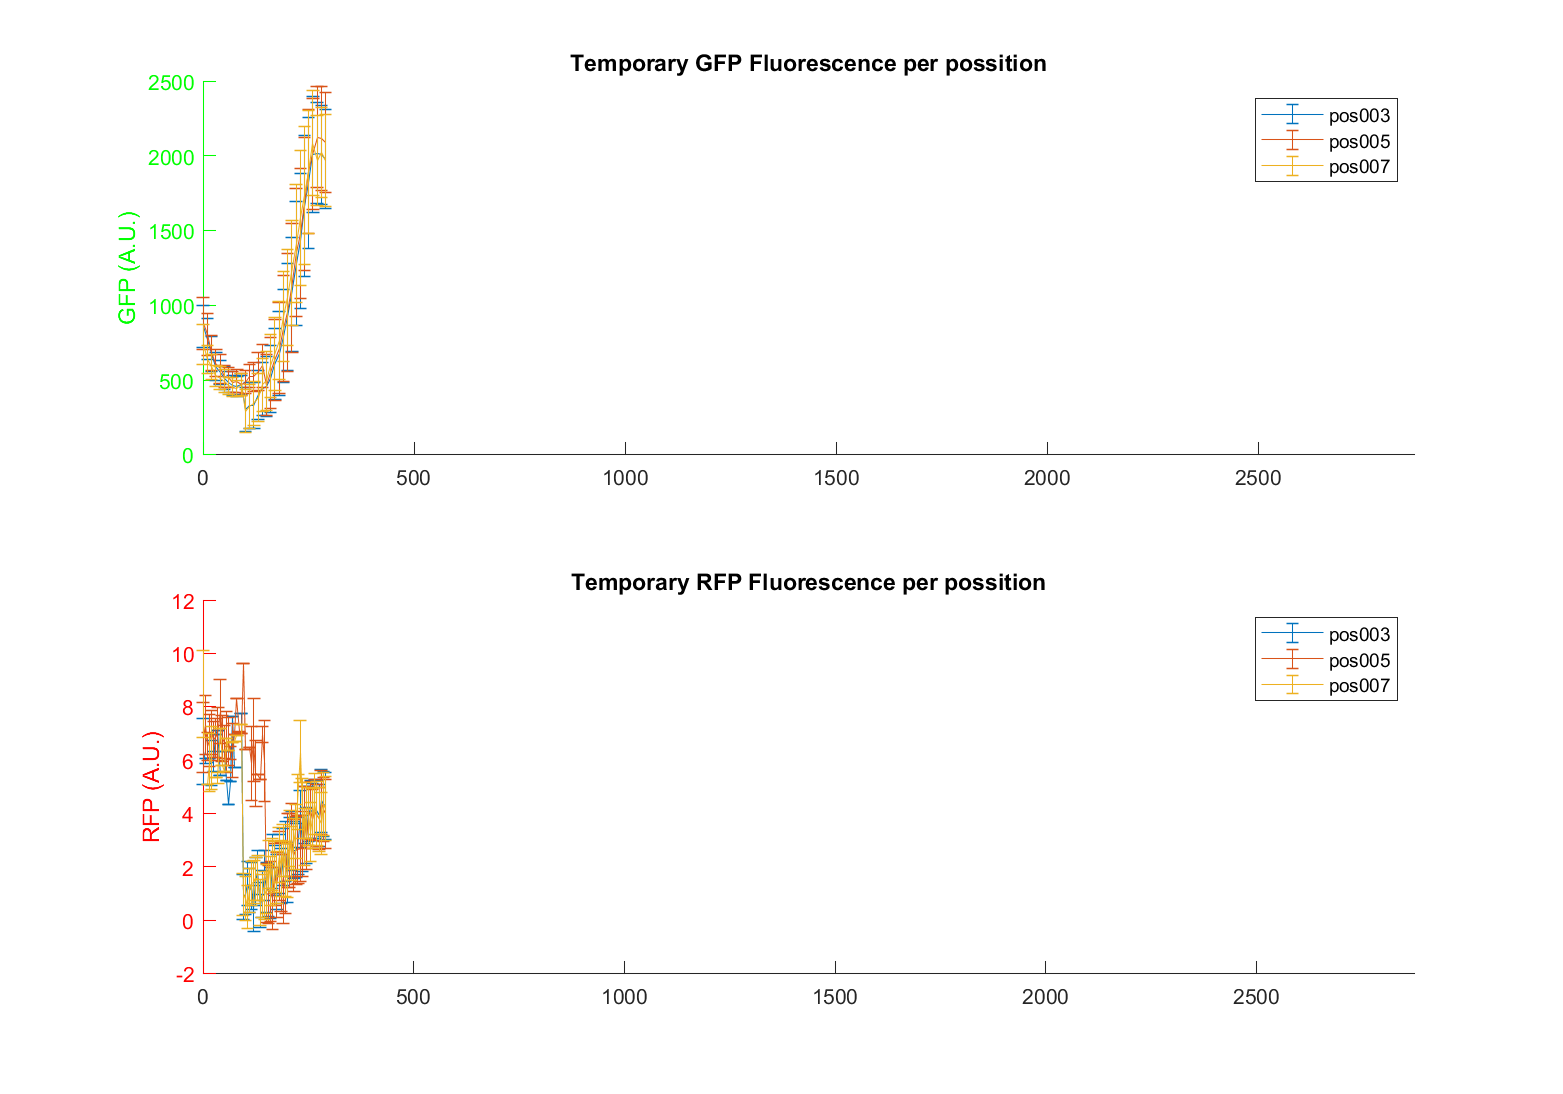 Temporary GFP Fluorescence per possition
GFP (A.U.)
2500
2000
1500
1000
500
0
0 500 1000 1500 2000 2500
pos003
pos005
pos007
Temporary RFP Fluorescence per possition
RFP (A.U.)
12
10
8
6
4
2
0
-2
0 500 1000 1500 2000 2500
pos003
pos005
pos007